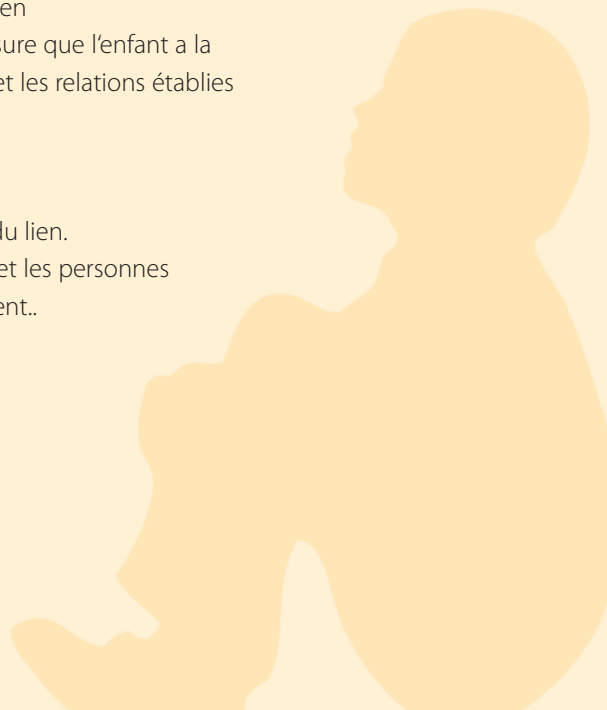 en
sure que l'enfant a la
et les relations établies
du lien.
et les personnes
ent..